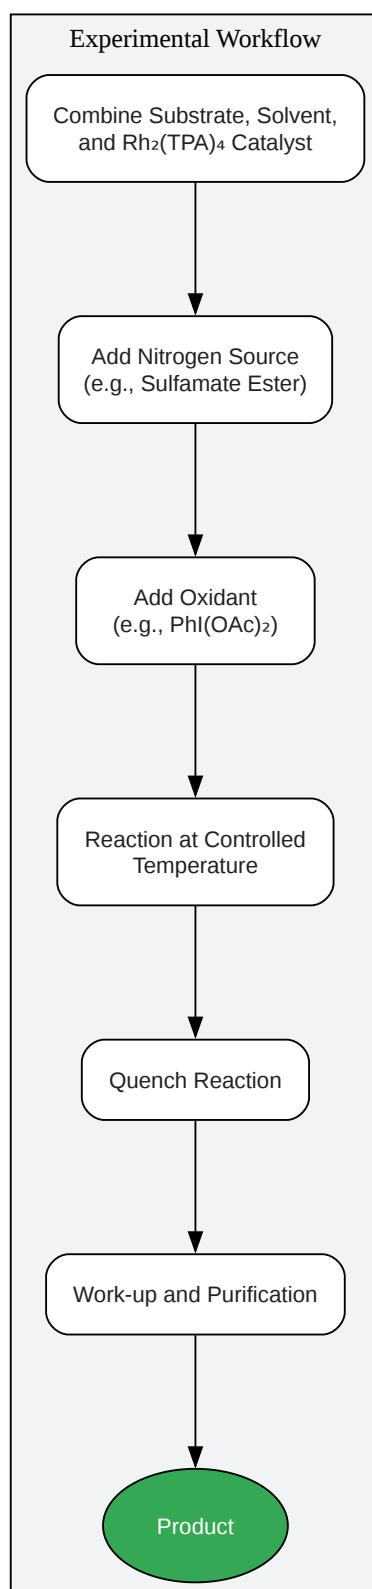 Experimental Workflow
Combine Substrate, Solvent,
and Rh₂(TPA)₄ Catalyst
Add Nitrogen Source
(e.g., Sulfamate Ester)
Add Oxidant
(e.g., PhI(OAc)₂)
Reaction at Controlled
Temperature
Quench Reaction
Work-up and Purification
Product